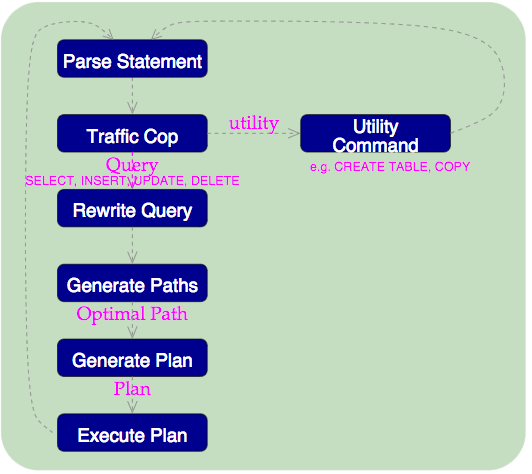 Parse Statement
Traffic Cop
utility
Utility
Command
Query
e.g. CREATE TABLE, COPY
SELECT, INSERT, UPDATE, DELETE
Rewrite Query
Generate Paths
Optimal Path
Generate Plan
Plan
Execute Plan